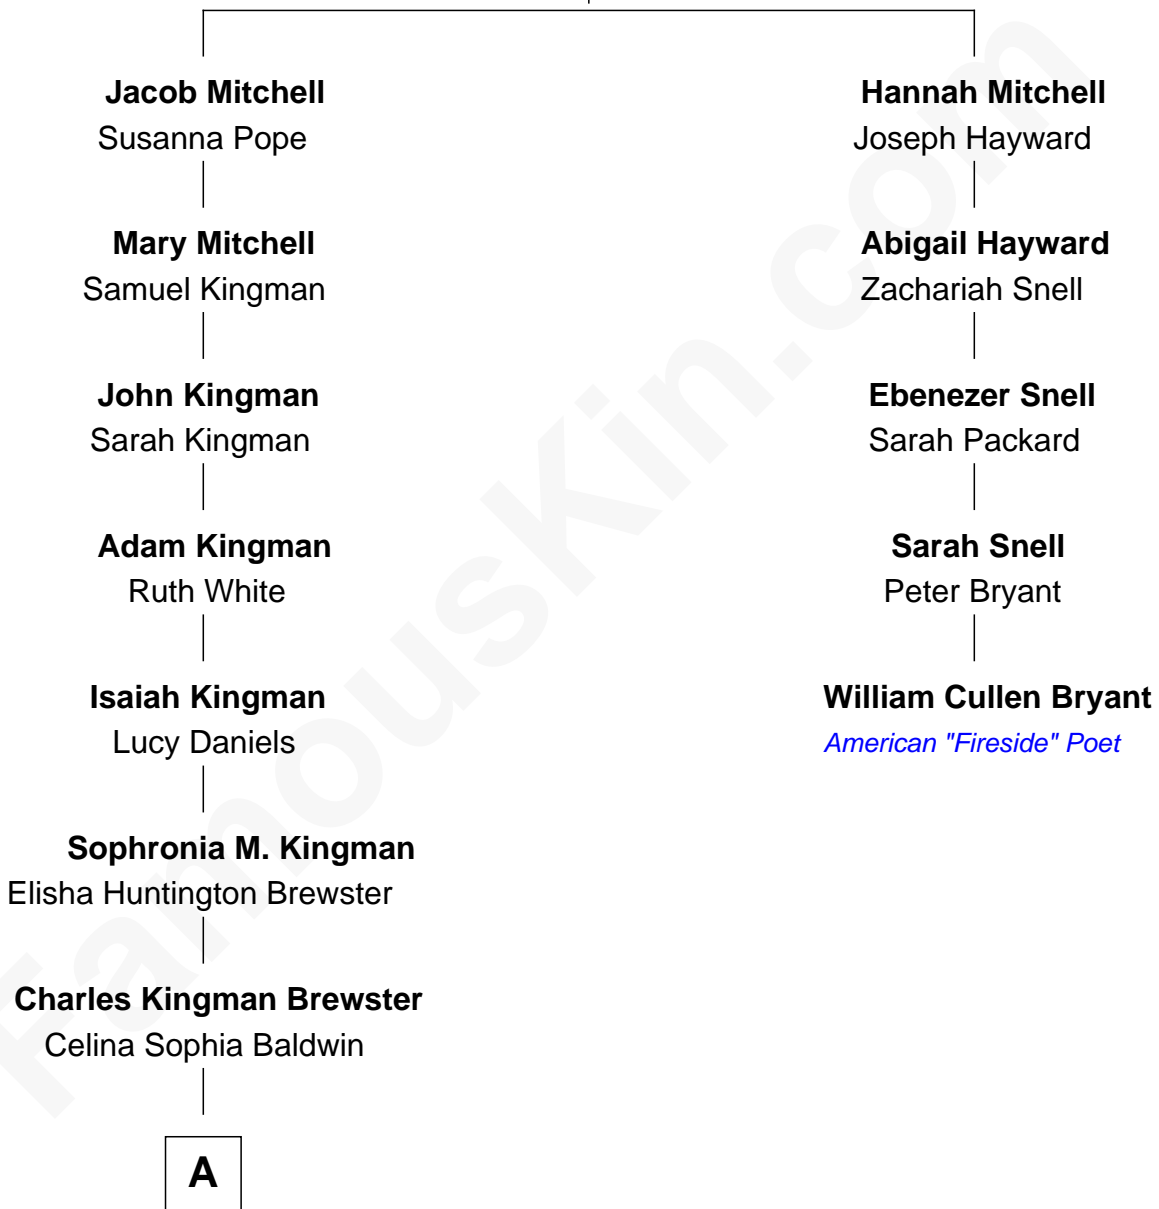 Jacob Mitchell
Susanna Pope
Mary Mitchell
Samuel Kingman
John Kingman
Sarah Kingman
Adam Kingman
Ruth White
Isaiah Kingman
Lucy Daniels
Sophronia M. Kingman
Elisha Huntington Brewster
Charles Kingman Brewster
Celina Sophia Baldwin
A
Hannah Mitchell
Joseph Hayward
Abigail Hayward
Zachariah Snell
Ebenezer Snell
Sarah Packard
Sarah Snell
Peter Bryant
William Cullen Bryant
American "Fireside" Poet
FamousKin.com